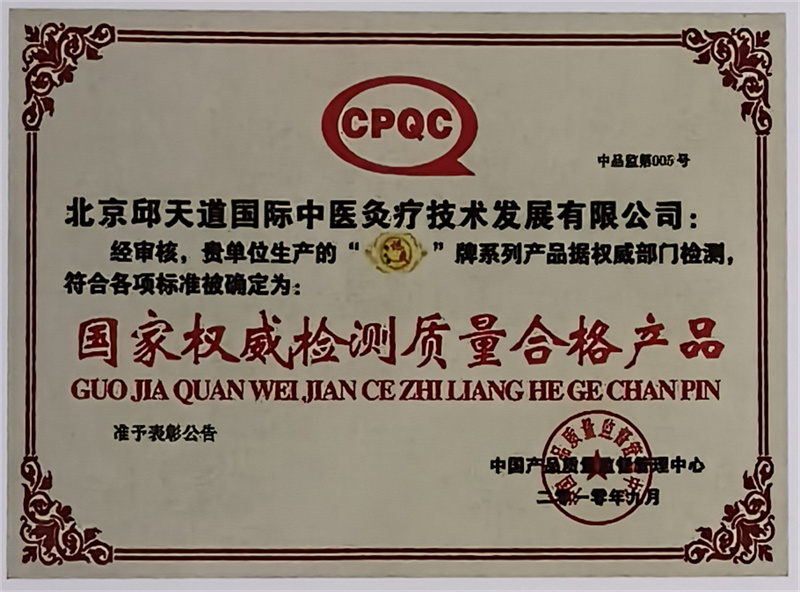 CPQC
中品监第005号
北京邱天道国际中医灸疗技术发展有限公司：
经审核，贵单位生产的“ ”牌系列产品据权威部门检测，
符合各项标准被确定为：
国家权威检测质量合格产品
GUO JIA QUAN WEI JIAN CE ZHI LIANG HE GE CHAN PIN
准予表彰公告
中国产品质量监督管理中心
二零一零年九月